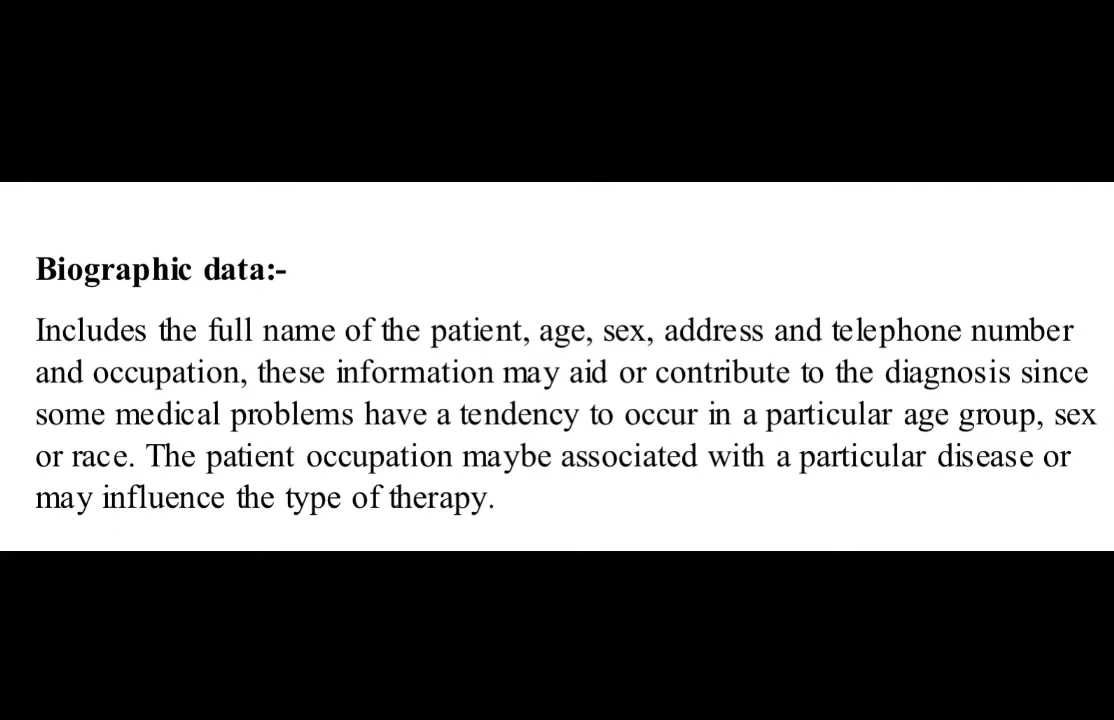 Biographic data:-
Includes the full name of the patient, age, sex, address and telephone number
and occupation, these information may aid or contribute to the diagnosis since
some medical problems have a tendency to occur in a particular age group, sex
or race. The patient occupation maybe associated with a particular disease or
may influence the type of therapy.